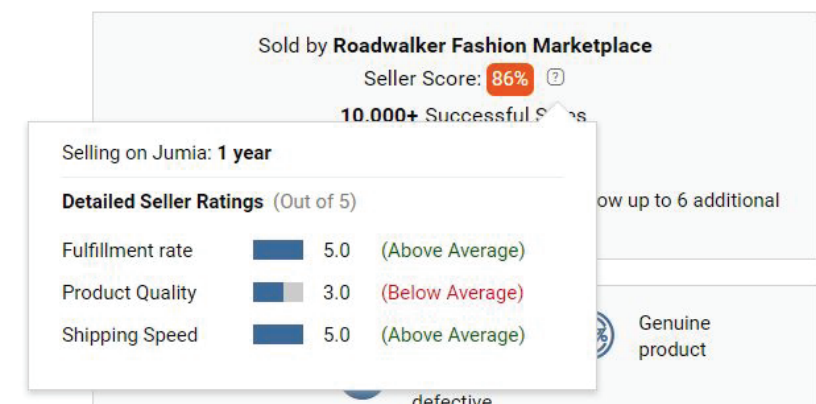 Sold by Roadwalker Fashion Marketplace
Seller Score: 86% ?
10,000+ Successful
Selling on Jumia: 1 year
Detailed Seller Ratings (Out of 5)
ow up to 6 additional
Fulfillment rate 5.0 (Above Average)
Product Quality 3.0 (Below Average)
Shipping Speed 5.0 (Above Average)
Genuine
product
defective